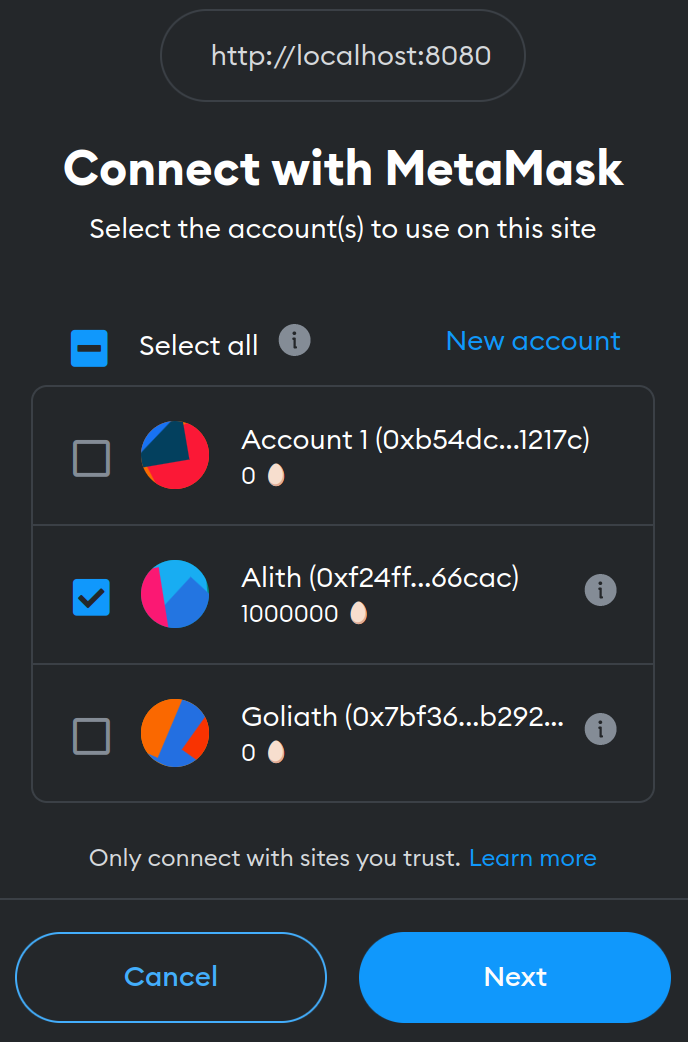 http://localhost:8080
Connect with MetaMask
Select the account(s) to use on this site
Select all
New account
Account 1 (0xb54dc...1217c)
0
Alith (0xf24ff...66cac)
1000000
Goliath (0x7bf36...b292...
0
Only connect with sites you trust. Learn more
Cancel
Next